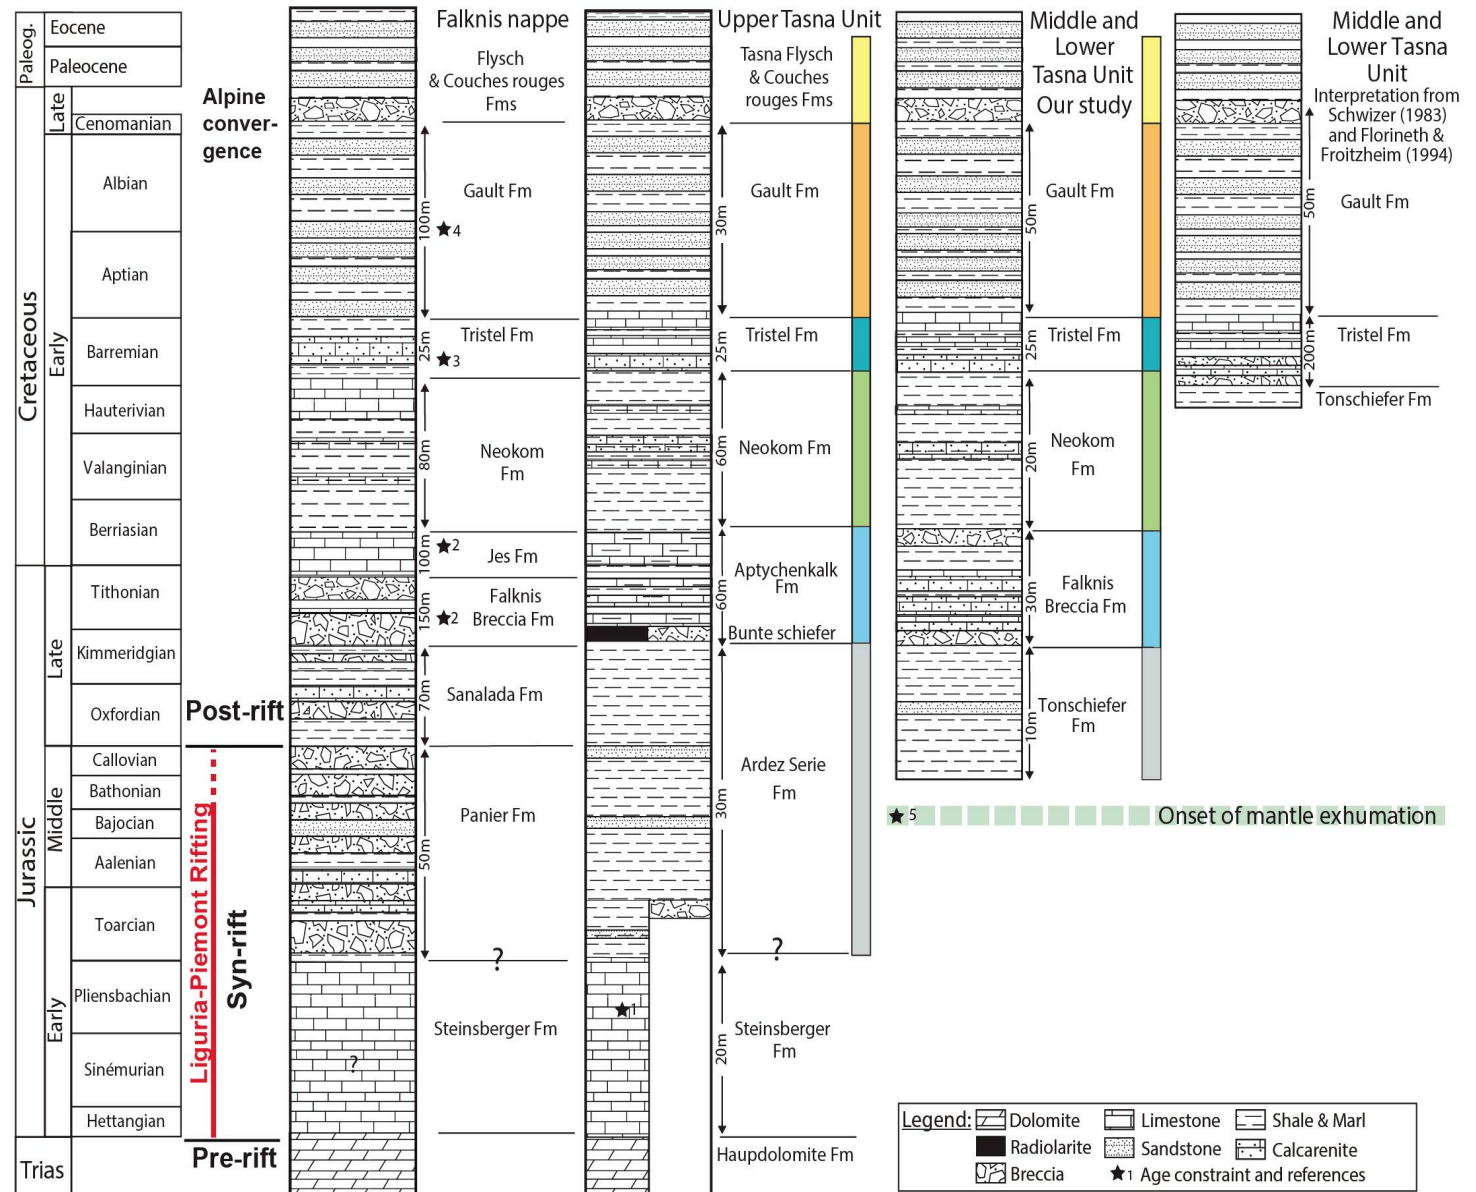 Paleog.
Eocene
Paleocene
Cretaceous
Late
Cenomanian
Early
Albian
Aptian
Barremian
Hauterivian
Valanginian
Berriasian
Jurassic
Late
Tithonian
Kimmeridgian
Oxfordian
Middle
Callovian
Bathonian
Bajocian
Aalenian
Early
Toarcian
Pliensbachian
Sinémurian
Hettangian
Trias
Alpine
conver-
gence
Post-rift
Liguria-Piemont Rifting
Syn-rift
Pre-rift
Falknis nappe
Flysch
& Couches rouges
Fms
100m
Gault Fm
★4
25m
Tristel Fm
★3
80m
Neokom
Fm
100m
★2
Jes Fm
150m
★2
Falknis
Breccia Fm
70m
Sanalada Fm
50m
Panier Fm
?
Steinsberger Fm
?
Upper Tasna Unit
Tasna Flysch
& Couches
rouges Fms
30m
Gault Fm
25m
Tristel Fm
60m
Neokom Fm
60m
Aptychenkalk
Fm
Bunte schiefer
30m
Ardez Serie
Fm
?
★1
20m
Steinsberger
Fm
Haupdolomite Fm
Middle and
Lower
Tasna Unit
Our study
50m
Gault Fm
25m
Tristel Fm
20m
Neokom
Fm
30m
Falknis
Breccia Fm
10m
Tonschiefer
Fm
Middle and
Lower Tasna
Unit
Interpretation from
Schwizer (1983)
and Florineth &
Froitzheim (1994)
50m
Gault Fm
200m
Tristel Fm
Tonschiefer Fm
★5
Onset of mantle exhumation
Legend:
Dolomite
Limestone
Shale & Marl
Radiolarite
Sandstone
Calcarenite
Breccia
★1 Age constraint and references